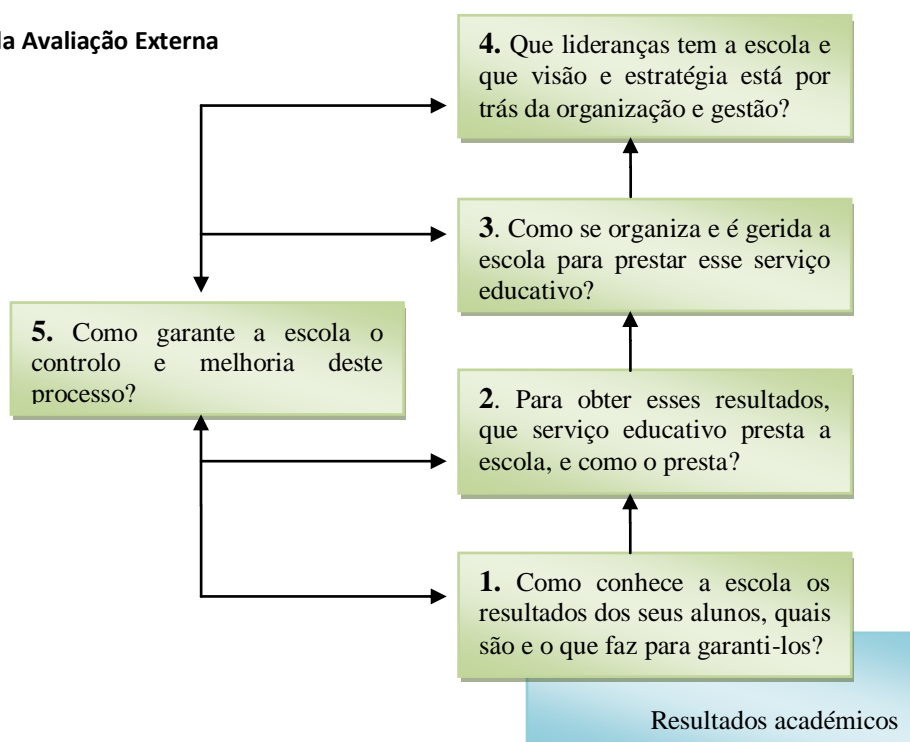 la Avaliação Externa
4. Que lideranças tem a escola e
que visão e estratégia está por
trás da organização e gestão?
3. Como se organiza e é gerida a
escola para prestar esse serviço
educativo?
5. Como garante a escola o
controlo e melhoria deste
processo?
2. Para obter esses resultados,
que serviço educativo presta a
escola, e como o presta?
1. Como conhece a escola os
resultados dos seus alunos, quais
são e o que faz para garanti-los?
Resultados académicos